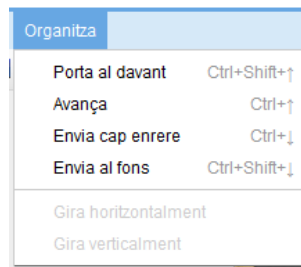 Organitza
Porta al davant Ctrl+Shift+↑
Avança Ctrl+↑
Envia cap enrere Ctrl+↓
Envia al fons Ctrl+Shift+↓
Gira horitzontalment
Gira verticalment